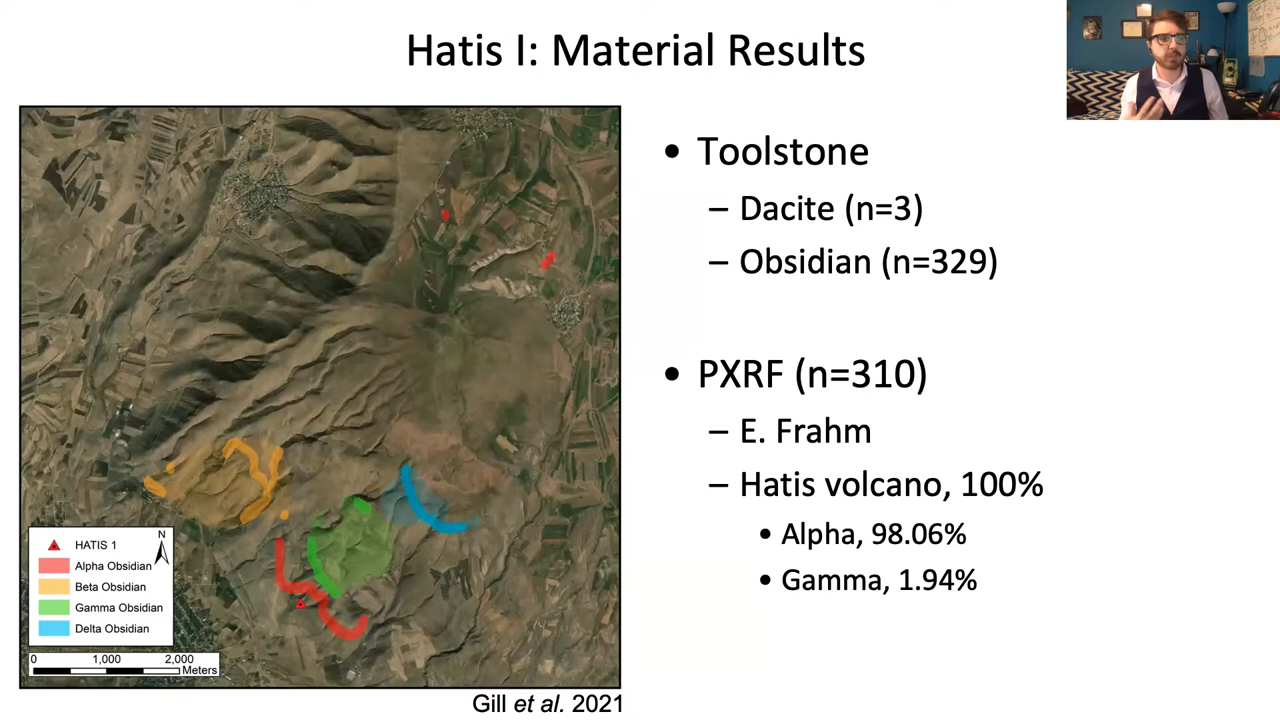 Hatis I: Material Results
• Toolstone
– Dacite (n=3)
– Obsidian (n=329)
• PXRF (n=310)
– E. Frahm
– Hatis volcano, 100%
• Alpha, 98.06%
• Gamma, 1.94%
N
HATIS 1
Alpha Obsidian
Beta Obsidian
Gamma Obsidian
Delta Obsidian
0 1,000 2,000
Meters
Gill et al. 2021